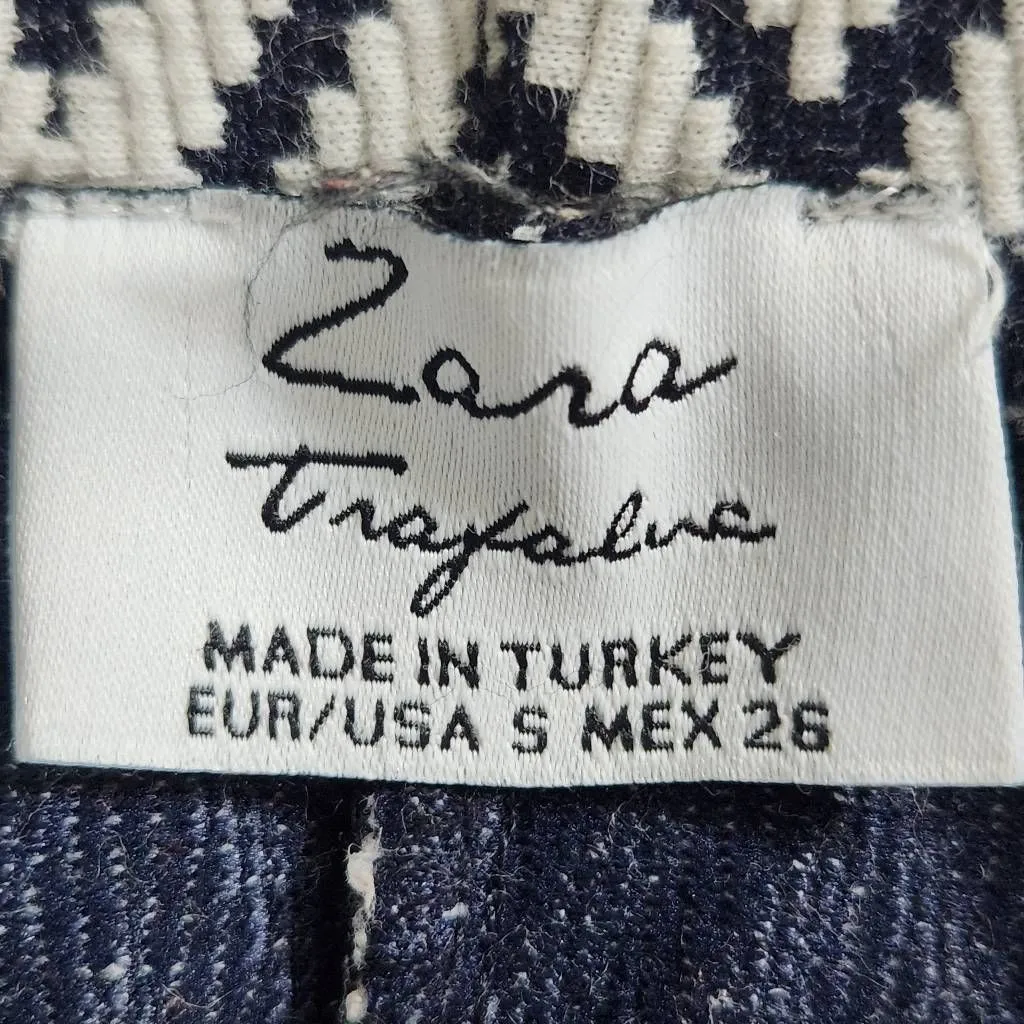 Zara
Trafaluc
MADE IN TURKEY
EUR/USA S MEX 26